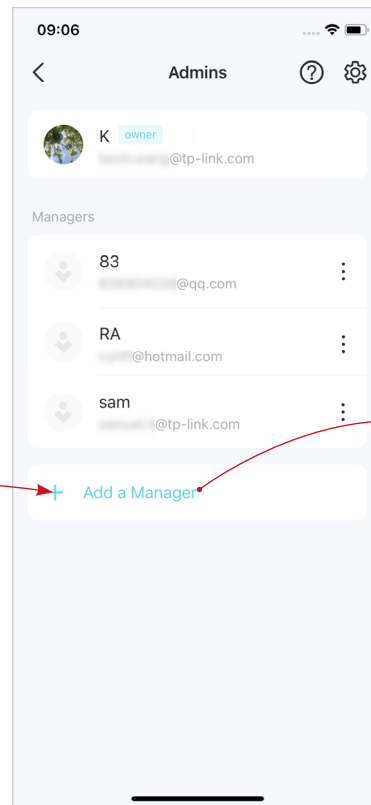 09:06
Admins
K owner
@tp-link.com
Managers
83
@qq.com
RA
@hotmail.com
sam
@tp-link.com
Add a Manager